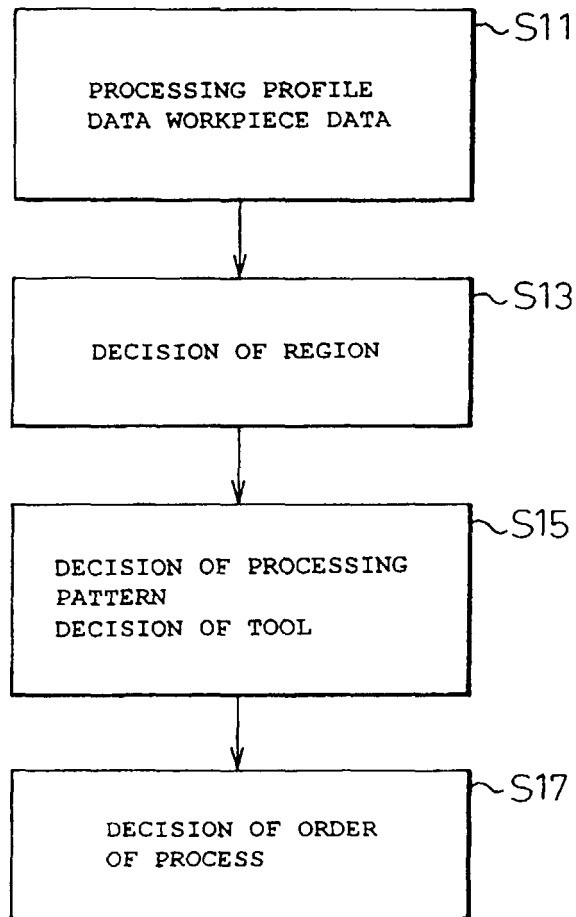 S11
PROCESSING PROFILE
DATA WORKPIECE DATA
S13
DECISION OF REGION
S15
DECISION OF PROCESSING
PATTERN
DECISION OF TOOL
S17
DECISION OF ORDER
OF PROCESS